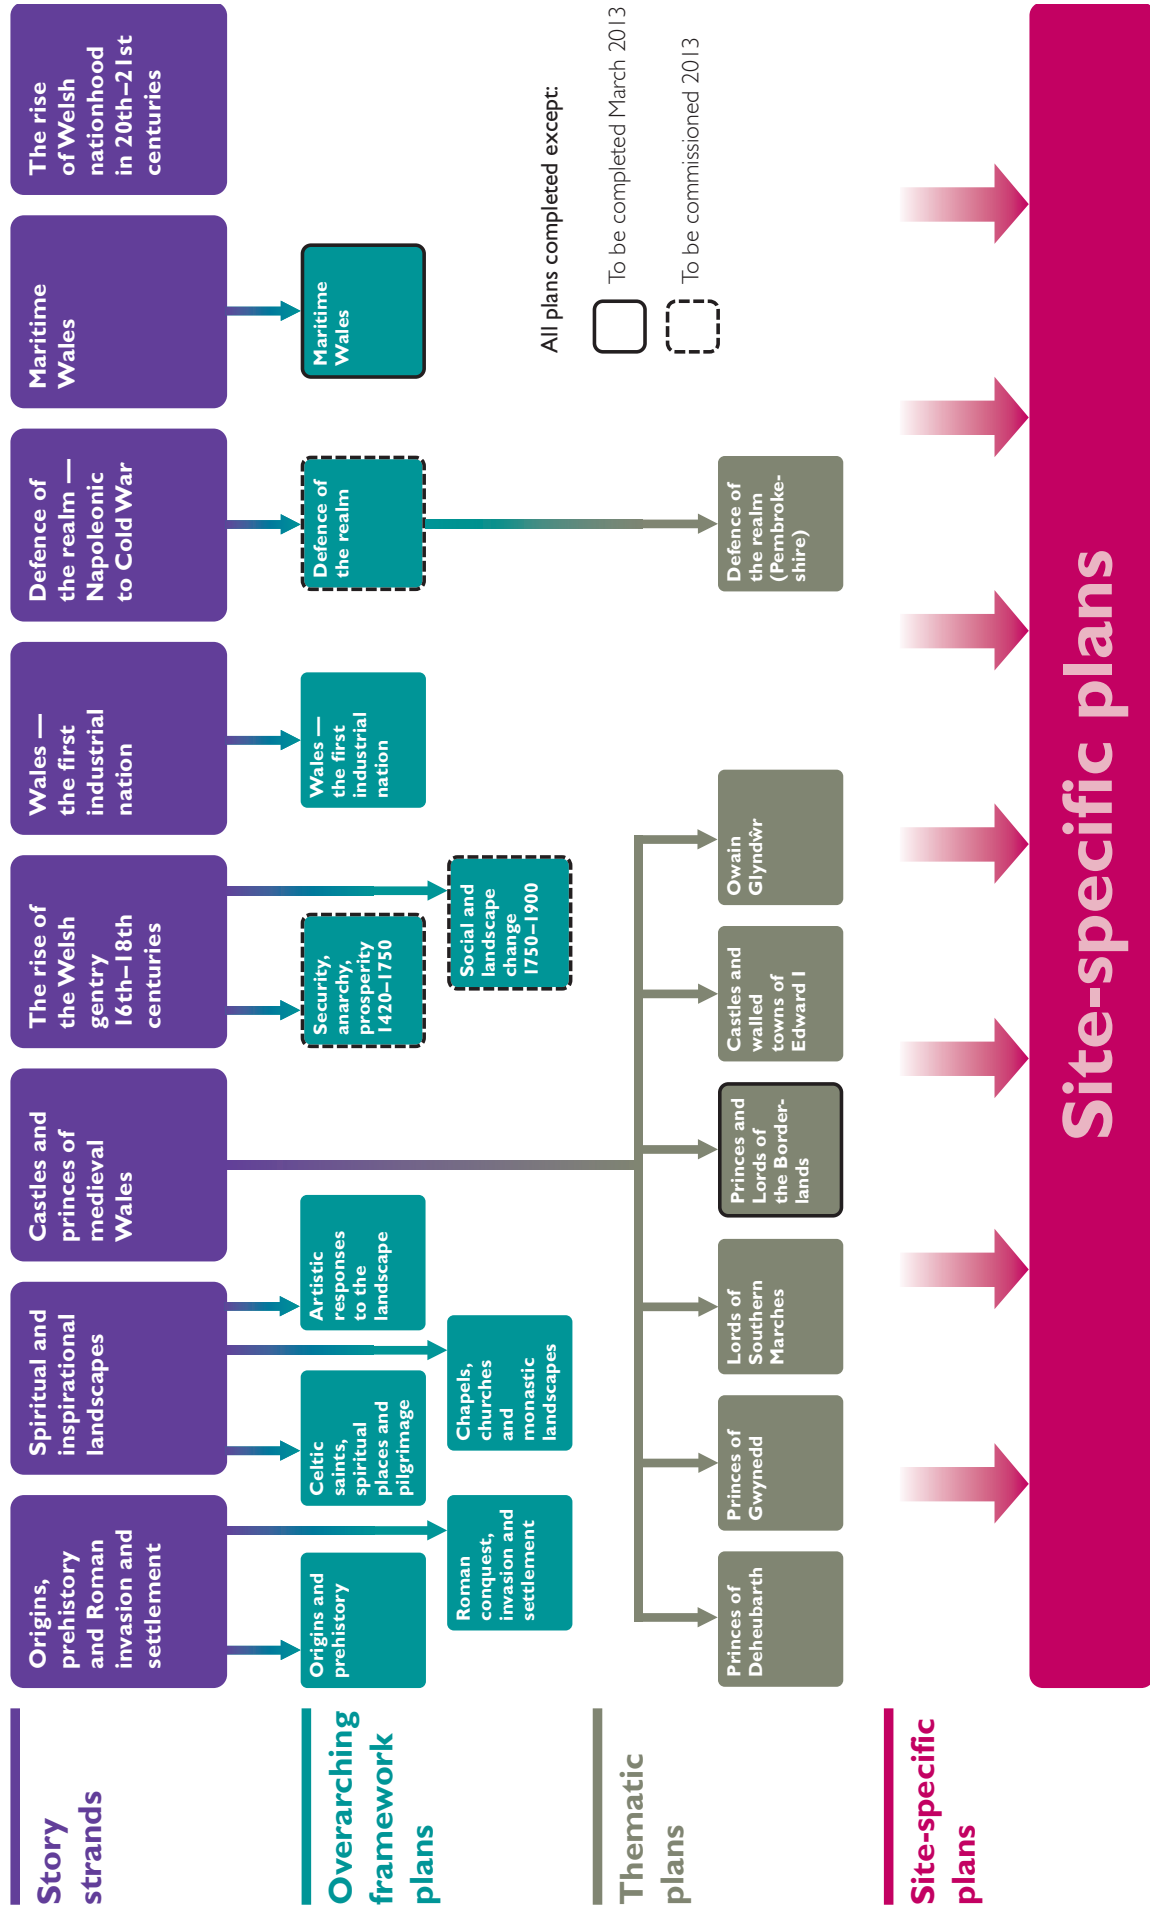 Story
strands
Origins,
prehistory
and Roman
invasion and
settlement
Spiritual and
inspirational
landscapes
Castles and
princes of
medieval
Wales
The rise of
the Welsh
gentry
16th–18th
centuries
Wales —
the first
industrial
nation
Defence of
the realm —
Napoleonic
to Cold War
Maritime
Wales
The rise
of Welsh
nationhood
in 20th–21st
centuries
Overarching
framework
plans
Origins and
prehistory
Roman
conquest,
invasion and
settlement
Celtic
saints,
spiritual
places and
pilgrimage
Chapels,
churches
and
monastic
landscapes
Artistic
responses
to the
landscape
Security,
anarchy,
prosperity
1420–1750
Social and
landscape
change
1750–1900
Wales —
the first
industrial
nation
Defence of
the realm
Maritime
Wales
All plans completed except:
To be completed March 2013
To be commissioned 2013
Thematic
plans
Princes of
Deheubarth
Princes of
Gwynedd
Lords of
Southern
Marches
Princes and
Lords of
the Border-
lands
Castles and
walled
towns of
Edward I
Owain
Glyndŵr
Defence of
the realm
(Pembroke-
shire)
Site-specific
plans
Site-specific plans